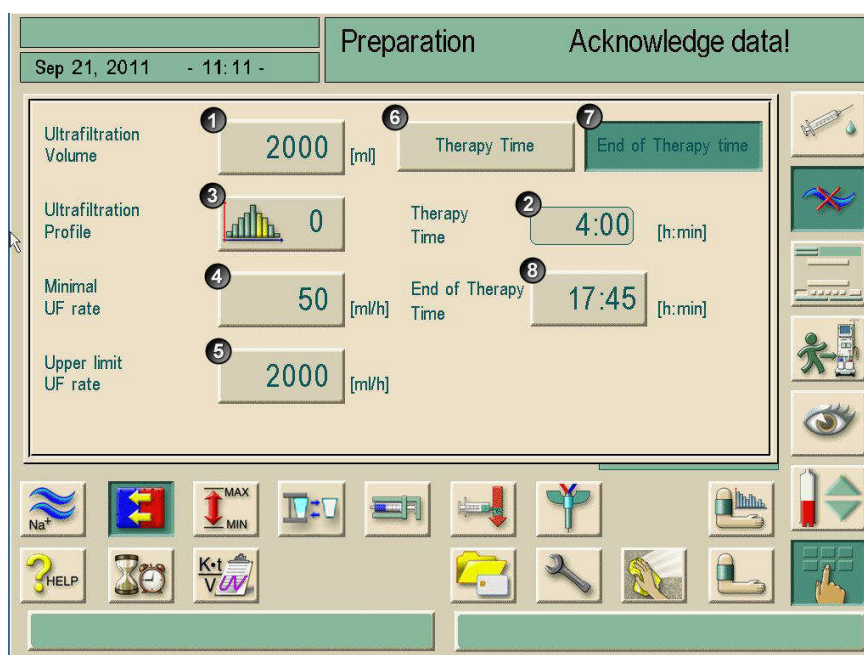 Preparation Acknowledge data!
Sep 21, 2011 - 11:11 -
Ultrafiltration
Volume
1
2000
[ml]
6
Therapy Time
7
End of Therapy time
Ultrafiltration
Profile
3
0
Therapy
Time
2
4:00
[h:min]
Minimal
UF rate
4
50
[ml/h]
End of Therapy
Time
8
17:45
[h:min]
Upper limit
UF rate
5
2000
[ml/h]
Na+
MAX
MIN
?HELP
K·t
V
UV